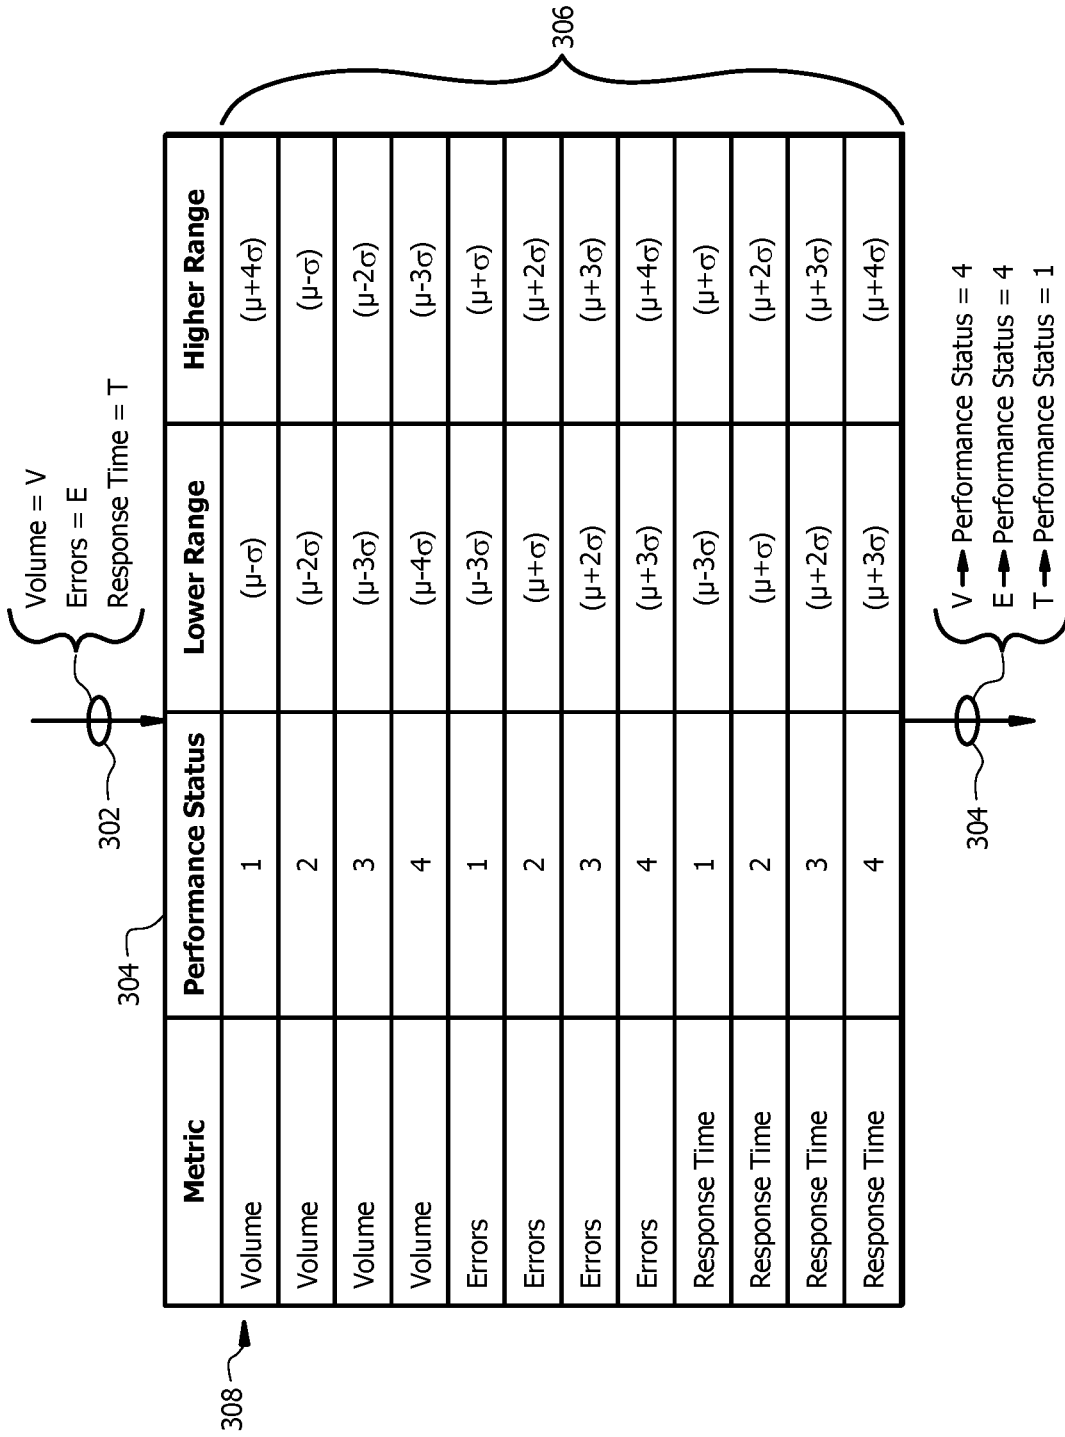 Volume = V
Errors = E
Response Time = T
302
304
Metric Performance Status Lower Range Higher Range
Volume 1 (μ-σ) (μ+4σ)
Volume 2 (μ-2σ) (μ-σ)
Volume 3 (μ-3σ) (μ-2σ)
Volume 4 (μ-4σ) (μ-3σ)
Errors 1 (μ-3σ) (μ+σ)
Errors 2 (μ+σ) (μ+2σ)
Errors 3 (μ+2σ) (μ+3σ)
Errors 4 (μ+3σ) (μ+4σ)
Response Time 1 (μ-3σ) (μ+σ)
Response Time 2 (μ+σ) (μ+2σ)
Response Time 3 (μ+2σ) (μ+3σ)
Response Time 4 (μ+3σ) (μ+4σ)
308
306
304
V → Performance Status = 4
E → Performance Status = 4
T → Performance Status = 1